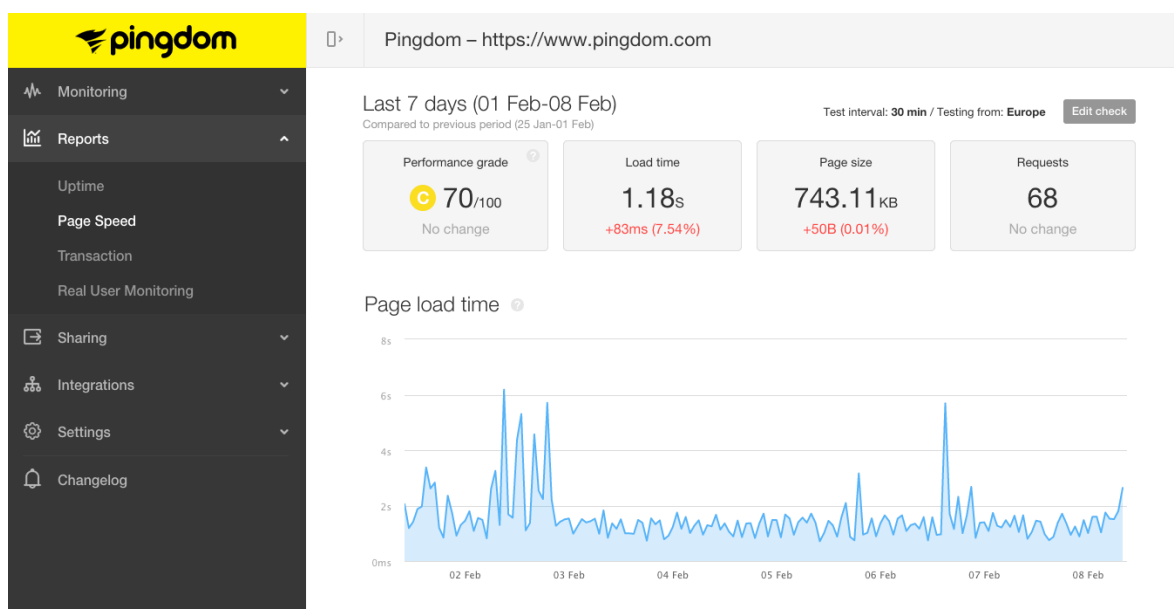 pingdom
Pingdom – https://www.pingdom.com
Monitoring
Reports
Uptime
Page Speed
Transaction
Real User Monitoring
Sharing
Integrations
Settings
Changelog
Last 7 days (01 Feb-08 Feb)
Compared to previous period (25 Jan-01 Feb)
Test interval: 30 min / Testing from: Europe
Edit check
Performance grade ?
C 70/100
No change
Load time
1.18s
+83ms (7.54%)
Page size
743.11KB
+50B (0.01%)
Requests
68
No change
Page load time ?
8s
6s
4s
2s
0ms
02 Feb 03 Feb 04 Feb 05 Feb 06 Feb 07 Feb 08 Feb